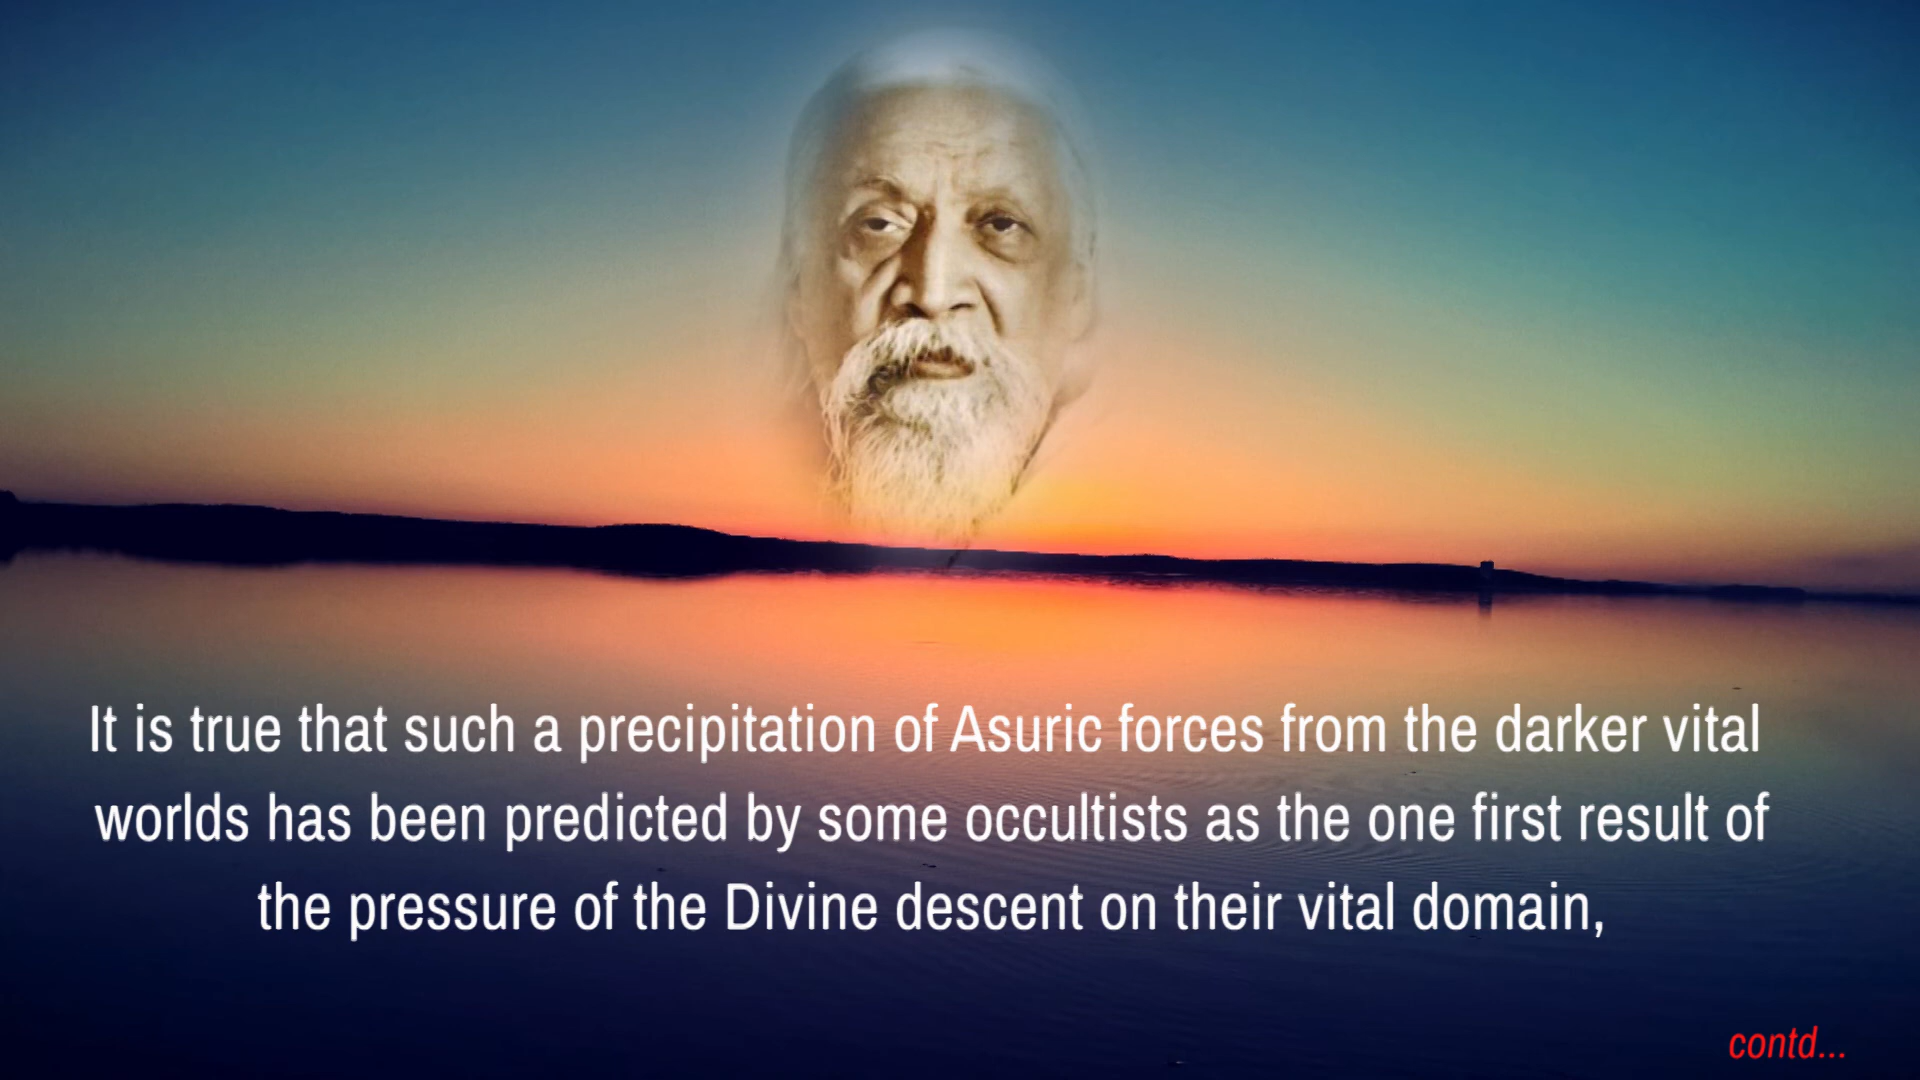 It is true that such a precipitation of Asuric forces from the darker vital
worlds has been predicted by some occultists as the one first result of
the pressure of the Divine descent on their vital domain,
contd...